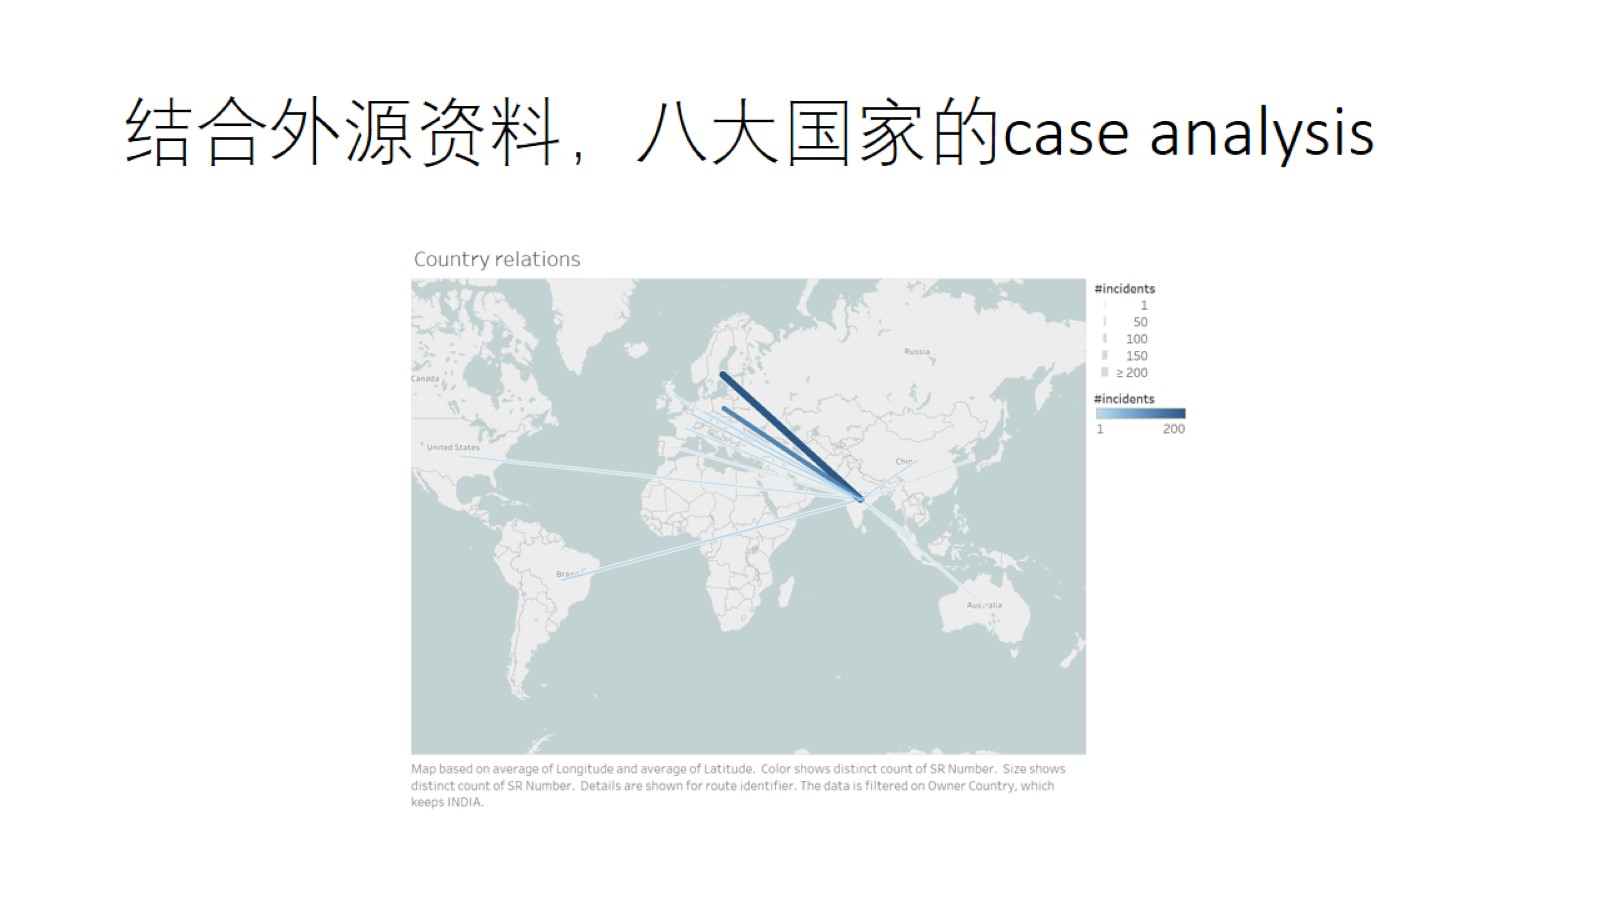 结合外源资料，八大国家的case analysis
Country relations
#incidents
1
50
100
150
≥ 200
#incidents
1 200
Russia
Canada
United States
Map based on average of Longitude and average of Latitude. Color shows distinct count of SR Number. Size shows
distinct count of SR Number. Details are shown for route identifier. The data is filtered on Owner Country, which
keeps INDIA.